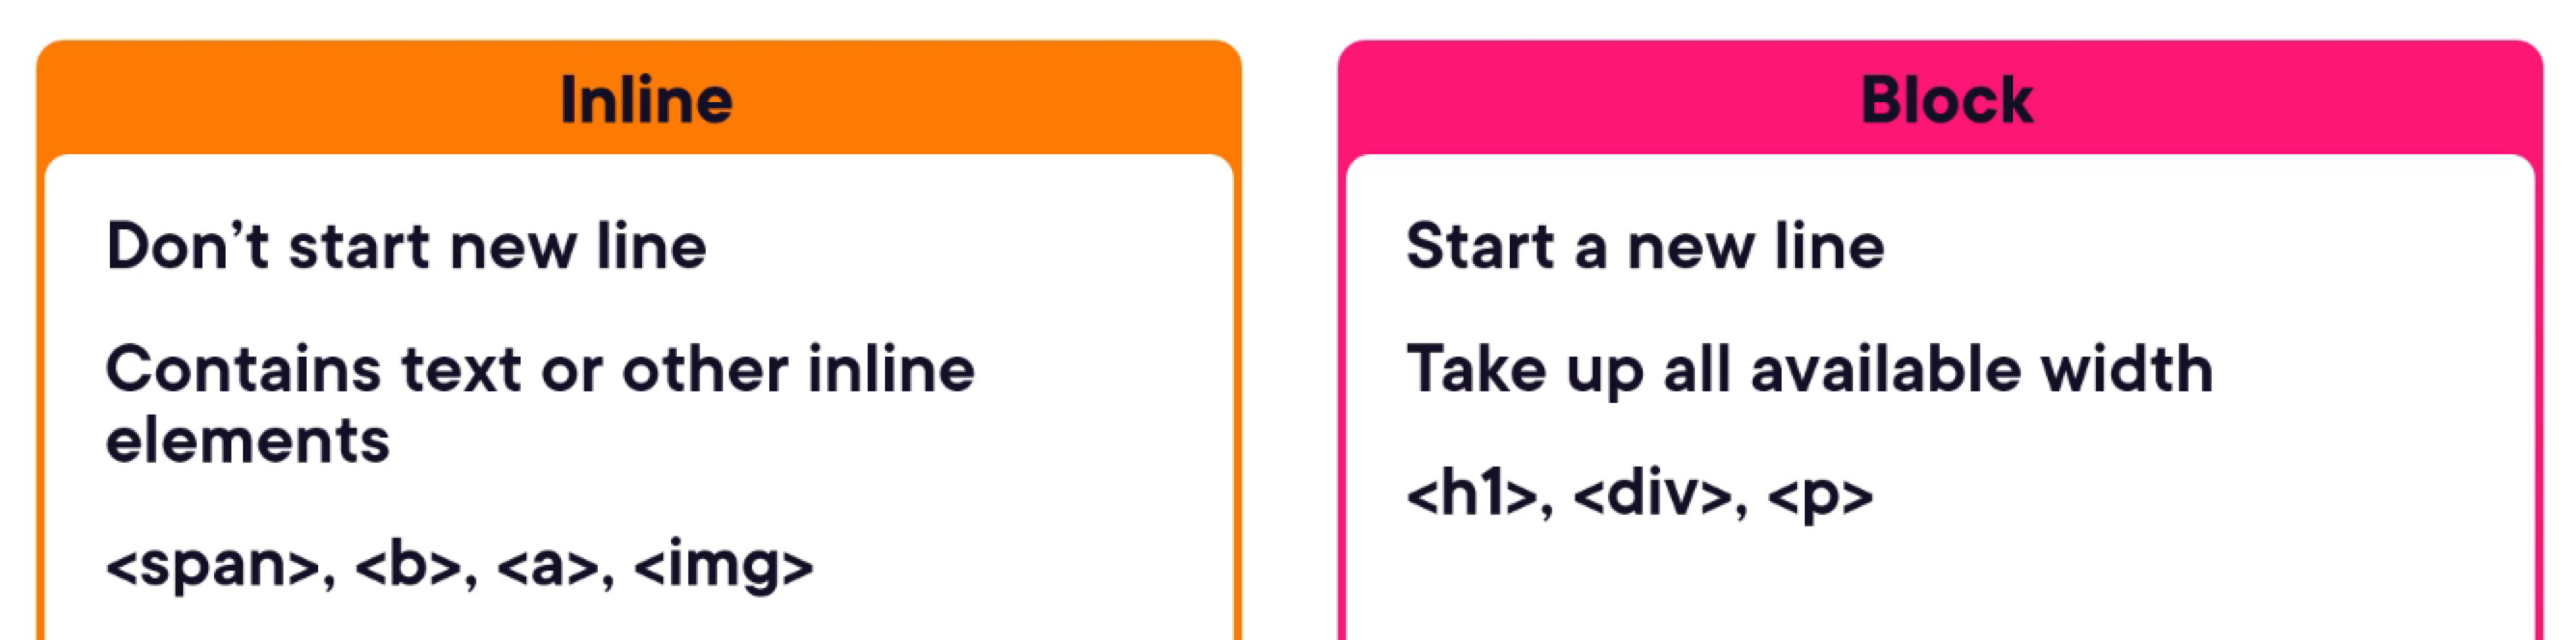 Inline
Don’t start new line
Contains text or other inline
elements
<span>, <b>, <a>, <img>
Block
Start a new line
Take up all available width
<h1>, <div>, <p>